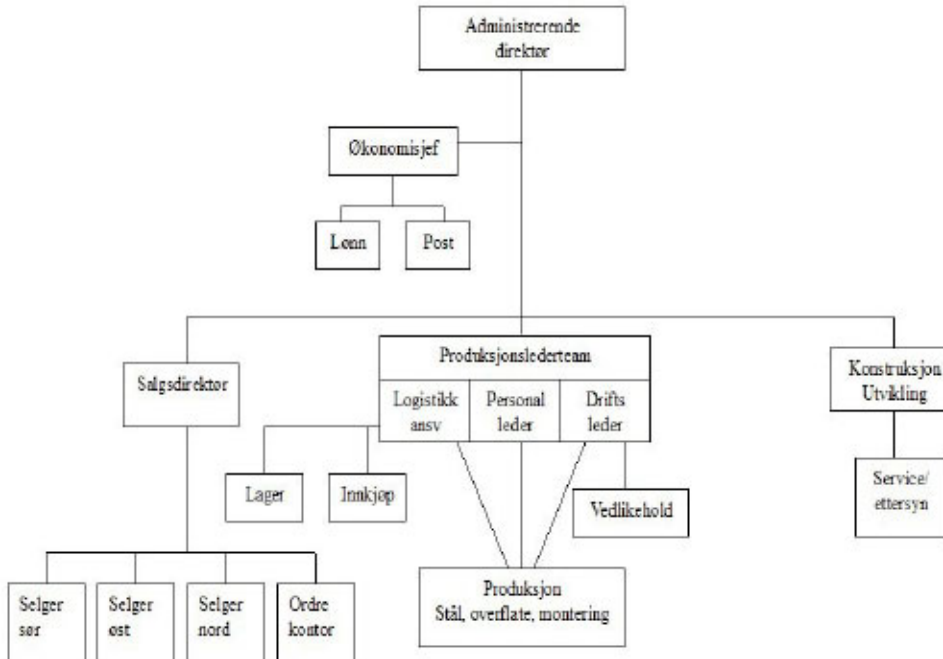 Administrerende
direktør
Økonomisjef
Lønn
Post
Salgsdirektør
Produksjonslederteam
Logistikk
ansv
Personal
leder
Drifts
leder
Konstruksjon
Utvikling
Lager
Innkjøp
Vedlikehold
Service/
ettersyn
Selger
sør
Selger
øst
Selger
nord
Ordre
kontor
Produksjon
Stål, overflate, montering